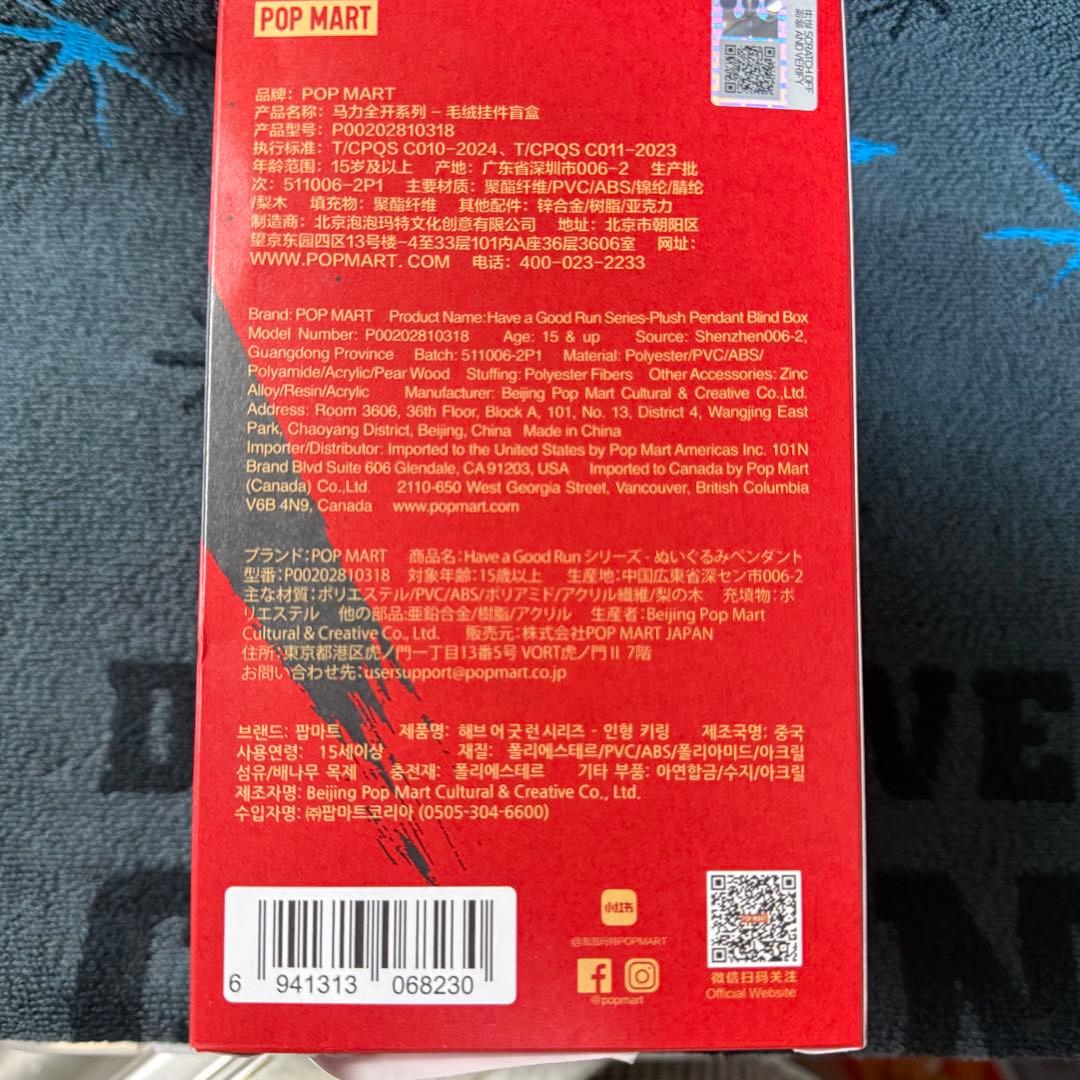 POP MART
开层 SCRATCH OFF
刮涂 AND VERIFY
品牌：POP MART
产品名称：马力全开系列 – 毛绒挂件盲盒
产品型号：P00202810318
执行标准：T/CPQS C010-2024、T/CPQS C011-2023
年龄范围：15岁及以上 产地：广东省深圳市006-2 生产批
次：511006-2P1 主要材质：聚酯纤维/PVC/ABS/锦纶/腈纶
/梨木 填充物：聚酯纤维 其他配件：锌合金/树脂/亚克力
制造商：北京泡泡玛特文化创意有限公司 地址：北京市朝阳区
望京东园四区13号楼-4至33层101内A座36层3606室 网址：
WWW.POPMART. COM 电话：400-023-2233
Brand: POP MART Product Name: Have a Good Run Series-Plush Pendant Blind Box
Model Number: P00202810318 Age: 15 & up Source: Shenzhen006-2,
Guangdong Province Batch: 511006-2P1 Material: Polyester/PVC/ABS/
Polyamide/Acrylic/Pear Wood Stuffing: Polyester Fibers Other Accessories: Zinc
Alloy/Resin/Acrylic Manufacturer: Beijing Pop Mart Cultural & Creative Co.,Ltd.
Address: Room 3606, 36th Floor, Block A, 101, No. 13, District 4, Wangjing East
Park, Chaoyang District, Beijing, China Made in China
Importer/Distributor: Imported to the United States by Pop Mart Americas Inc. 101N
Brand Blvd Suite 606 Glendale, CA 91203, USA Imported to Canada by Pop Mart
(Canada) Co.,Ltd. 2110-650 West Georgia Street, Vancouver, British Columbia
V6B 4N9, Canada www.popmart.com
ブランド：POP MART 商品名：Have a Good Run シリーズ - ぬいぐるみペンダント
型番：P00202810318 対象年齢：15歳以上 生産地：中国広東省深セン市006-2
主な材質：ポリエステル/PVC/ABS/ポリアミド/アクリル繊維/梨の木 充填物：ポ
リエステル 他の部品：亜鉛合金/樹脂/アクリル 生産者：Beijing Pop Mart
Cultural & Creative Co., Ltd. 販売元：株式会社POP MART JAPAN
住所：東京都港区虎ノ門一丁目13番5号 VORT虎ノ門Ⅱ 7階
お問い合わせ先：usersupport@popmart.co.jp
브랜드: 팝마트 제품명: 해브 어 굿 런 시리즈 - 인형 키링 제조국명: 중국
사용연령: 15세이상 재질: 폴리에스테르/PVC/ABS/폴리아미드/아크릴
섬유/배나무 목제 충전재: 폴리에스테르 기타 부품: 아연합금/수지/아크릴
제조자명: Beijing Pop Mart Cultural & Creative Co., Ltd.
수입자명: ㈜팝마트코리아 (0505-304-6600)
6 941313 068230
小红书
@泡泡玛特POPMART
@popmart
微信扫码关注
Official Website